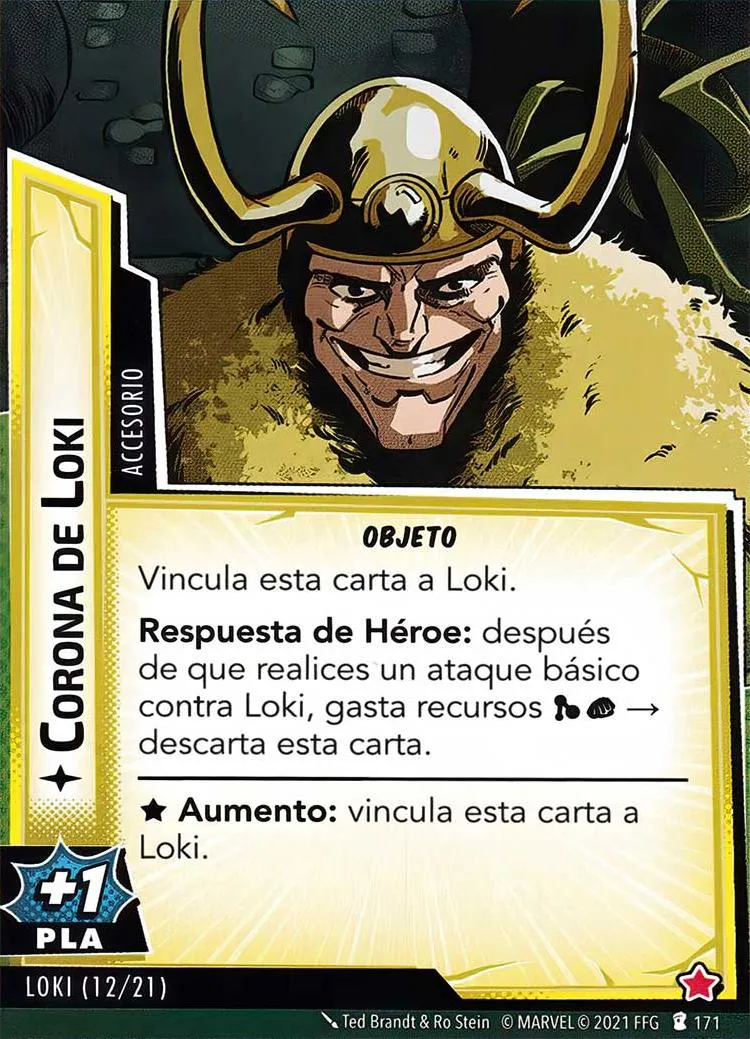 ACCESORIO
CORONA DE LOKI
OBJETO
Vincula esta carta a Loki.
Respuesta de Héroe: después
de que realices un ataque básico
contra Loki, gasta recursos →
descarta esta carta.
★ Aumento: vincula esta carta a
Loki.
+1
PLA
LOKI (12/21)
Ted Brandt & Ro Stein © MARVEL © 2021 FFG 171